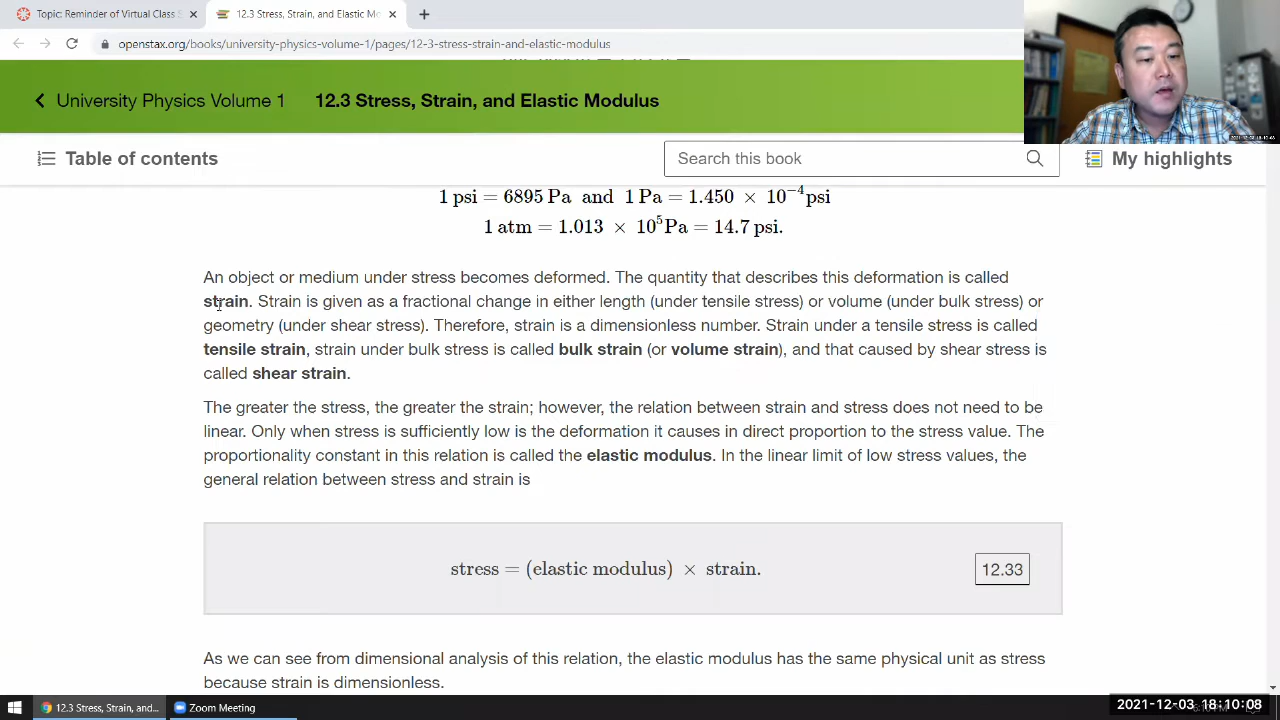 Topic: Reminder of Virtual Class S
12.3 Stress, Strain, and Elastic Mo
openstax.org/books/university-physics-volume-1/pages/12-3-stress-strain-and-elastic-modulus
University Physics Volume 1
12.3 Stress, Strain, and Elastic Modulus
Table of contents
Search this book
My highlights
1 psi = 6895 Pa and 1 Pa = 1.450 × 10⁻⁴ psi
1 atm = 1.013 × 10⁵ Pa = 14.7 psi.
An object or medium under stress becomes deformed. The quantity that describes this deformation is called
strain. Strain is given as a fractional change in either length (under tensile stress) or volume (under bulk stress) or
geometry (under shear stress). Therefore, strain is a dimensionless number. Strain under a tensile stress is called
tensile strain, strain under bulk stress is called bulk strain (or volume strain), and that caused by shear stress is
called shear strain.
The greater the stress, the greater the strain; however, the relation between strain and stress does not need to be
linear. Only when stress is sufficiently low is the deformation it causes in direct proportion to the stress value. The
proportionality constant in this relation is called the elastic modulus. In the linear limit of low stress values, the
general relation between stress and strain is
stress = (elastic modulus) × strain.
12.33
As we can see from dimensional analysis of this relation, the elastic modulus has the same physical unit as stress
because strain is dimensionless.
12.3 Stress, Strain, and...
Zoom Meeting
2021-12-03 18:10:08